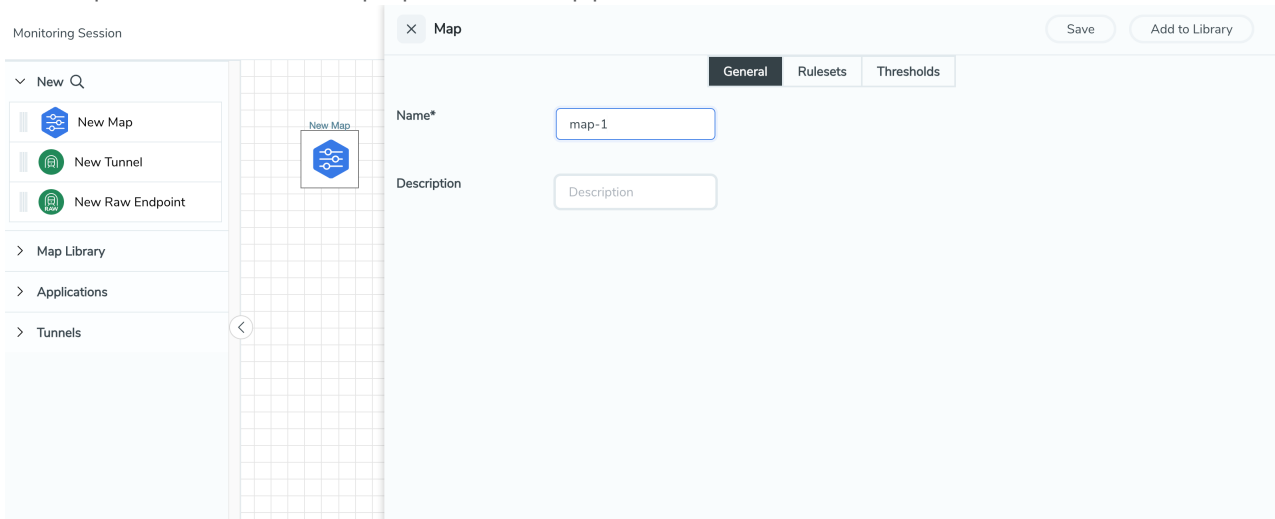 Monitoring Session
New
New Map
New Tunnel
RAW
New Raw Endpoint
Map Library
Applications
Tunnels
New Map
Map
Save
Add to Library
General
Rulesets
Thresholds
Name*
map-1
Description
Description